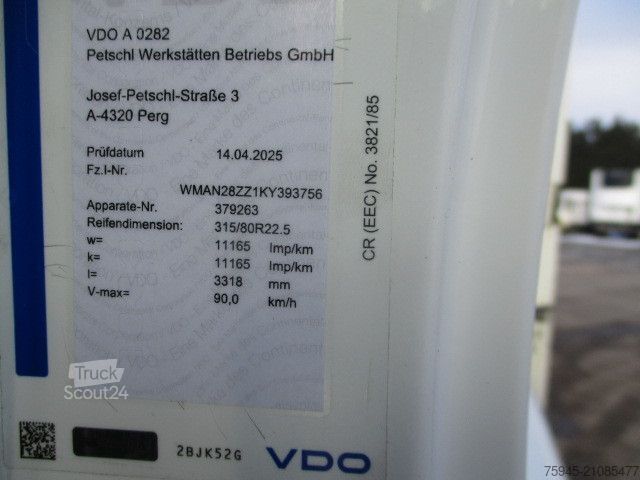 VDO A 0282
Petschl Werkstätten Betriebs GmbH
Josef-Petschl-Straße 3
A-4320 Perg
Prüfdatum 14.04.2025
Fz.I-Nr.
WMAN28ZZ1KY393756
Apparate-Nr. 379263
Reifendimension: 315/80R22.5
w= 11165 Imp/km
k= 11165 Imp/km
l= 3318 mm
V-max= 90,0 km/h
CR (EEC) No. 3821/85
Truck
Scout24
2BJK52G VDO
75945-21085477